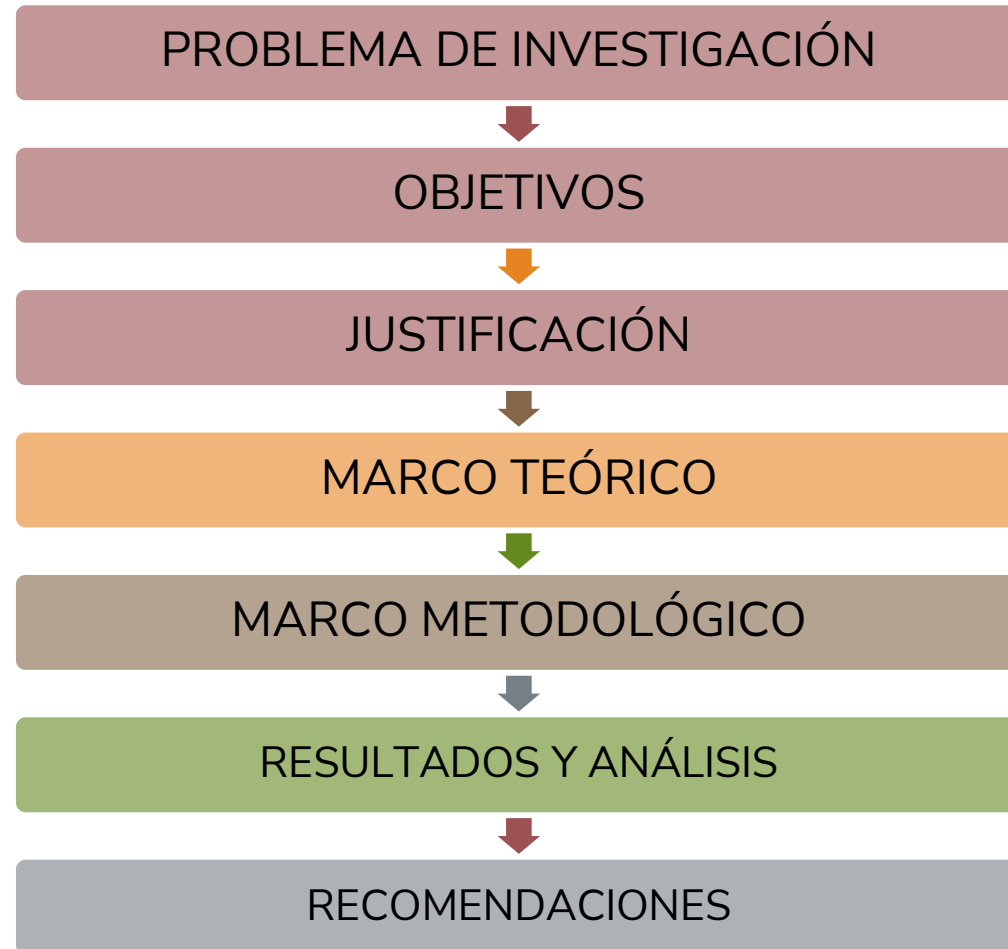 PROBLEMA DE INVESTIGACIÓN
OBJETIVOS
JUSTIFICACIÓN
MARCO TEÓRICO
MARCO METODOLÓGICO
RESULTADOS Y ANÁLISIS
RECOMENDACIONES